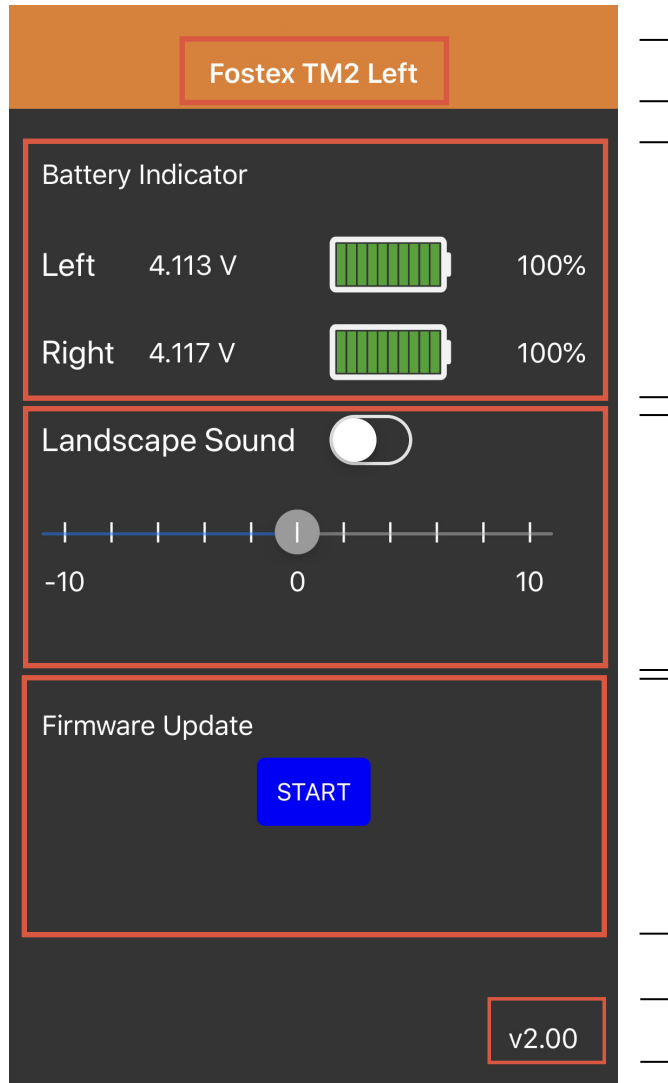 Fostex TM2 Left
Battery Indicator
Left 4.113 V 100%
Right 4.117 V 100%
Landscape Sound
-10 0 10
Firmware Update
START
v2.00